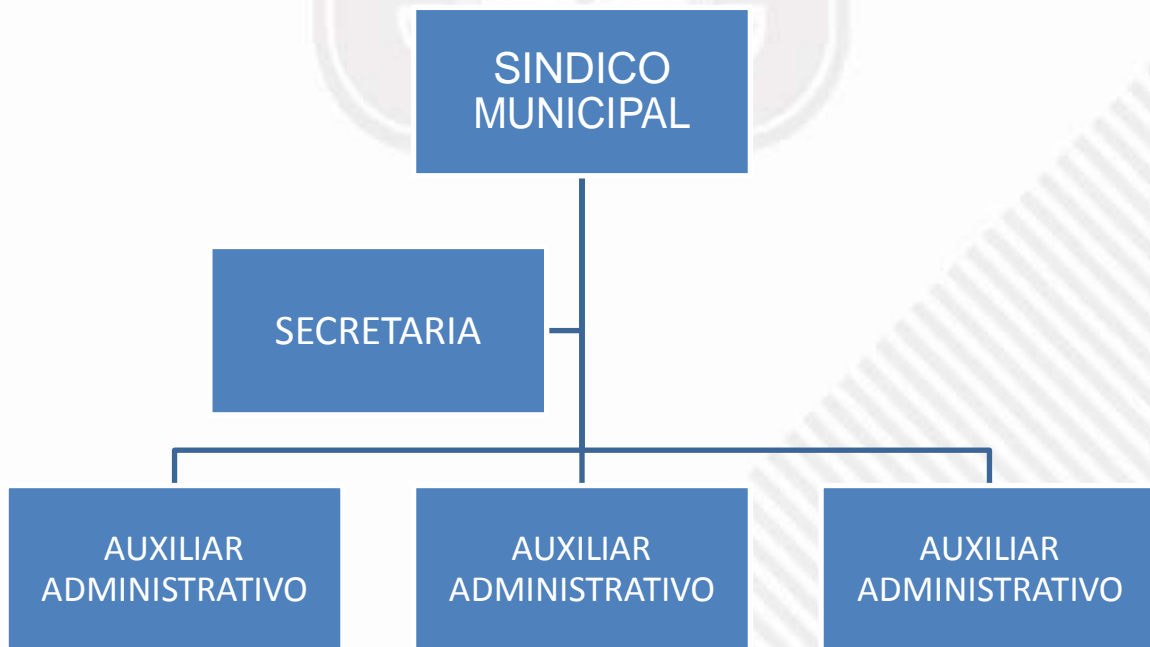 SINDICO
MUNICIPAL
SECRETARIA
AUXILIAR
ADMINISTRATIVO
AUXILIAR
ADMINISTRATIVO
AUXILIAR
ADMINISTRATIVO